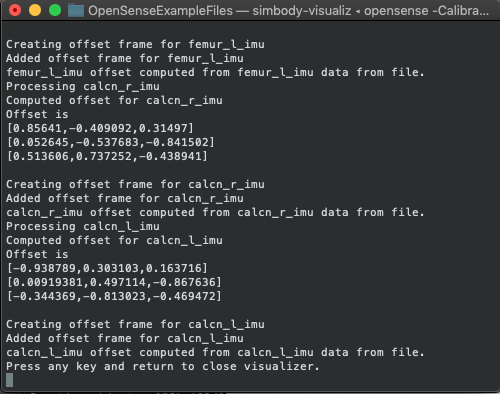 OpenSenseExampleFiles — simbody-visualiz ◂ opensense -Calibra...
Creating offset frame for femur_l_imu
Added offset frame for femur_l_imu
femur_l_imu offset computed from femur_l_imu data from file.
Processing calcn_r_imu
Computed offset for calcn_r_imu
Offset is
[0.85641,-0.409092,0.31497]
[0.052645,-0.537683,-0.841502]
[0.513606,0.737252,-0.438941]
Creating offset frame for calcn_r_imu
Added offset frame for calcn_r_imu
calcn_r_imu offset computed from calcn_r_imu data from file.
Processing calcn_l_imu
Computed offset for calcn_l_imu
Offset is
[-0.938789,0.303103,0.163716]
[0.00919381,0.497114,-0.867636]
[-0.344369,-0.813023,-0.469472]
Creating offset frame for calcn_l_imu
Added offset frame for calcn_l_imu
calcn_l_imu offset computed from calcn_l_imu data from file.
Press any key and return to close visualizer.